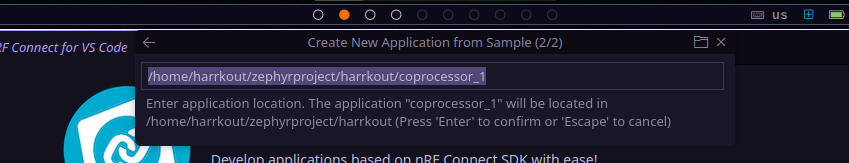 us
RF Connect for VS Code
Create New Application from Sample (2/2)
/home/harrkout/zephyrproject/harrkout/coprocessor_1
Enter application location. The application "coprocessor_1" will be located in
/home/harrkout/zephyrproject/harrkout (Press 'Enter' to confirm or 'Escape' to cancel)
Develop applications based on nRF Connect SDK with ease!